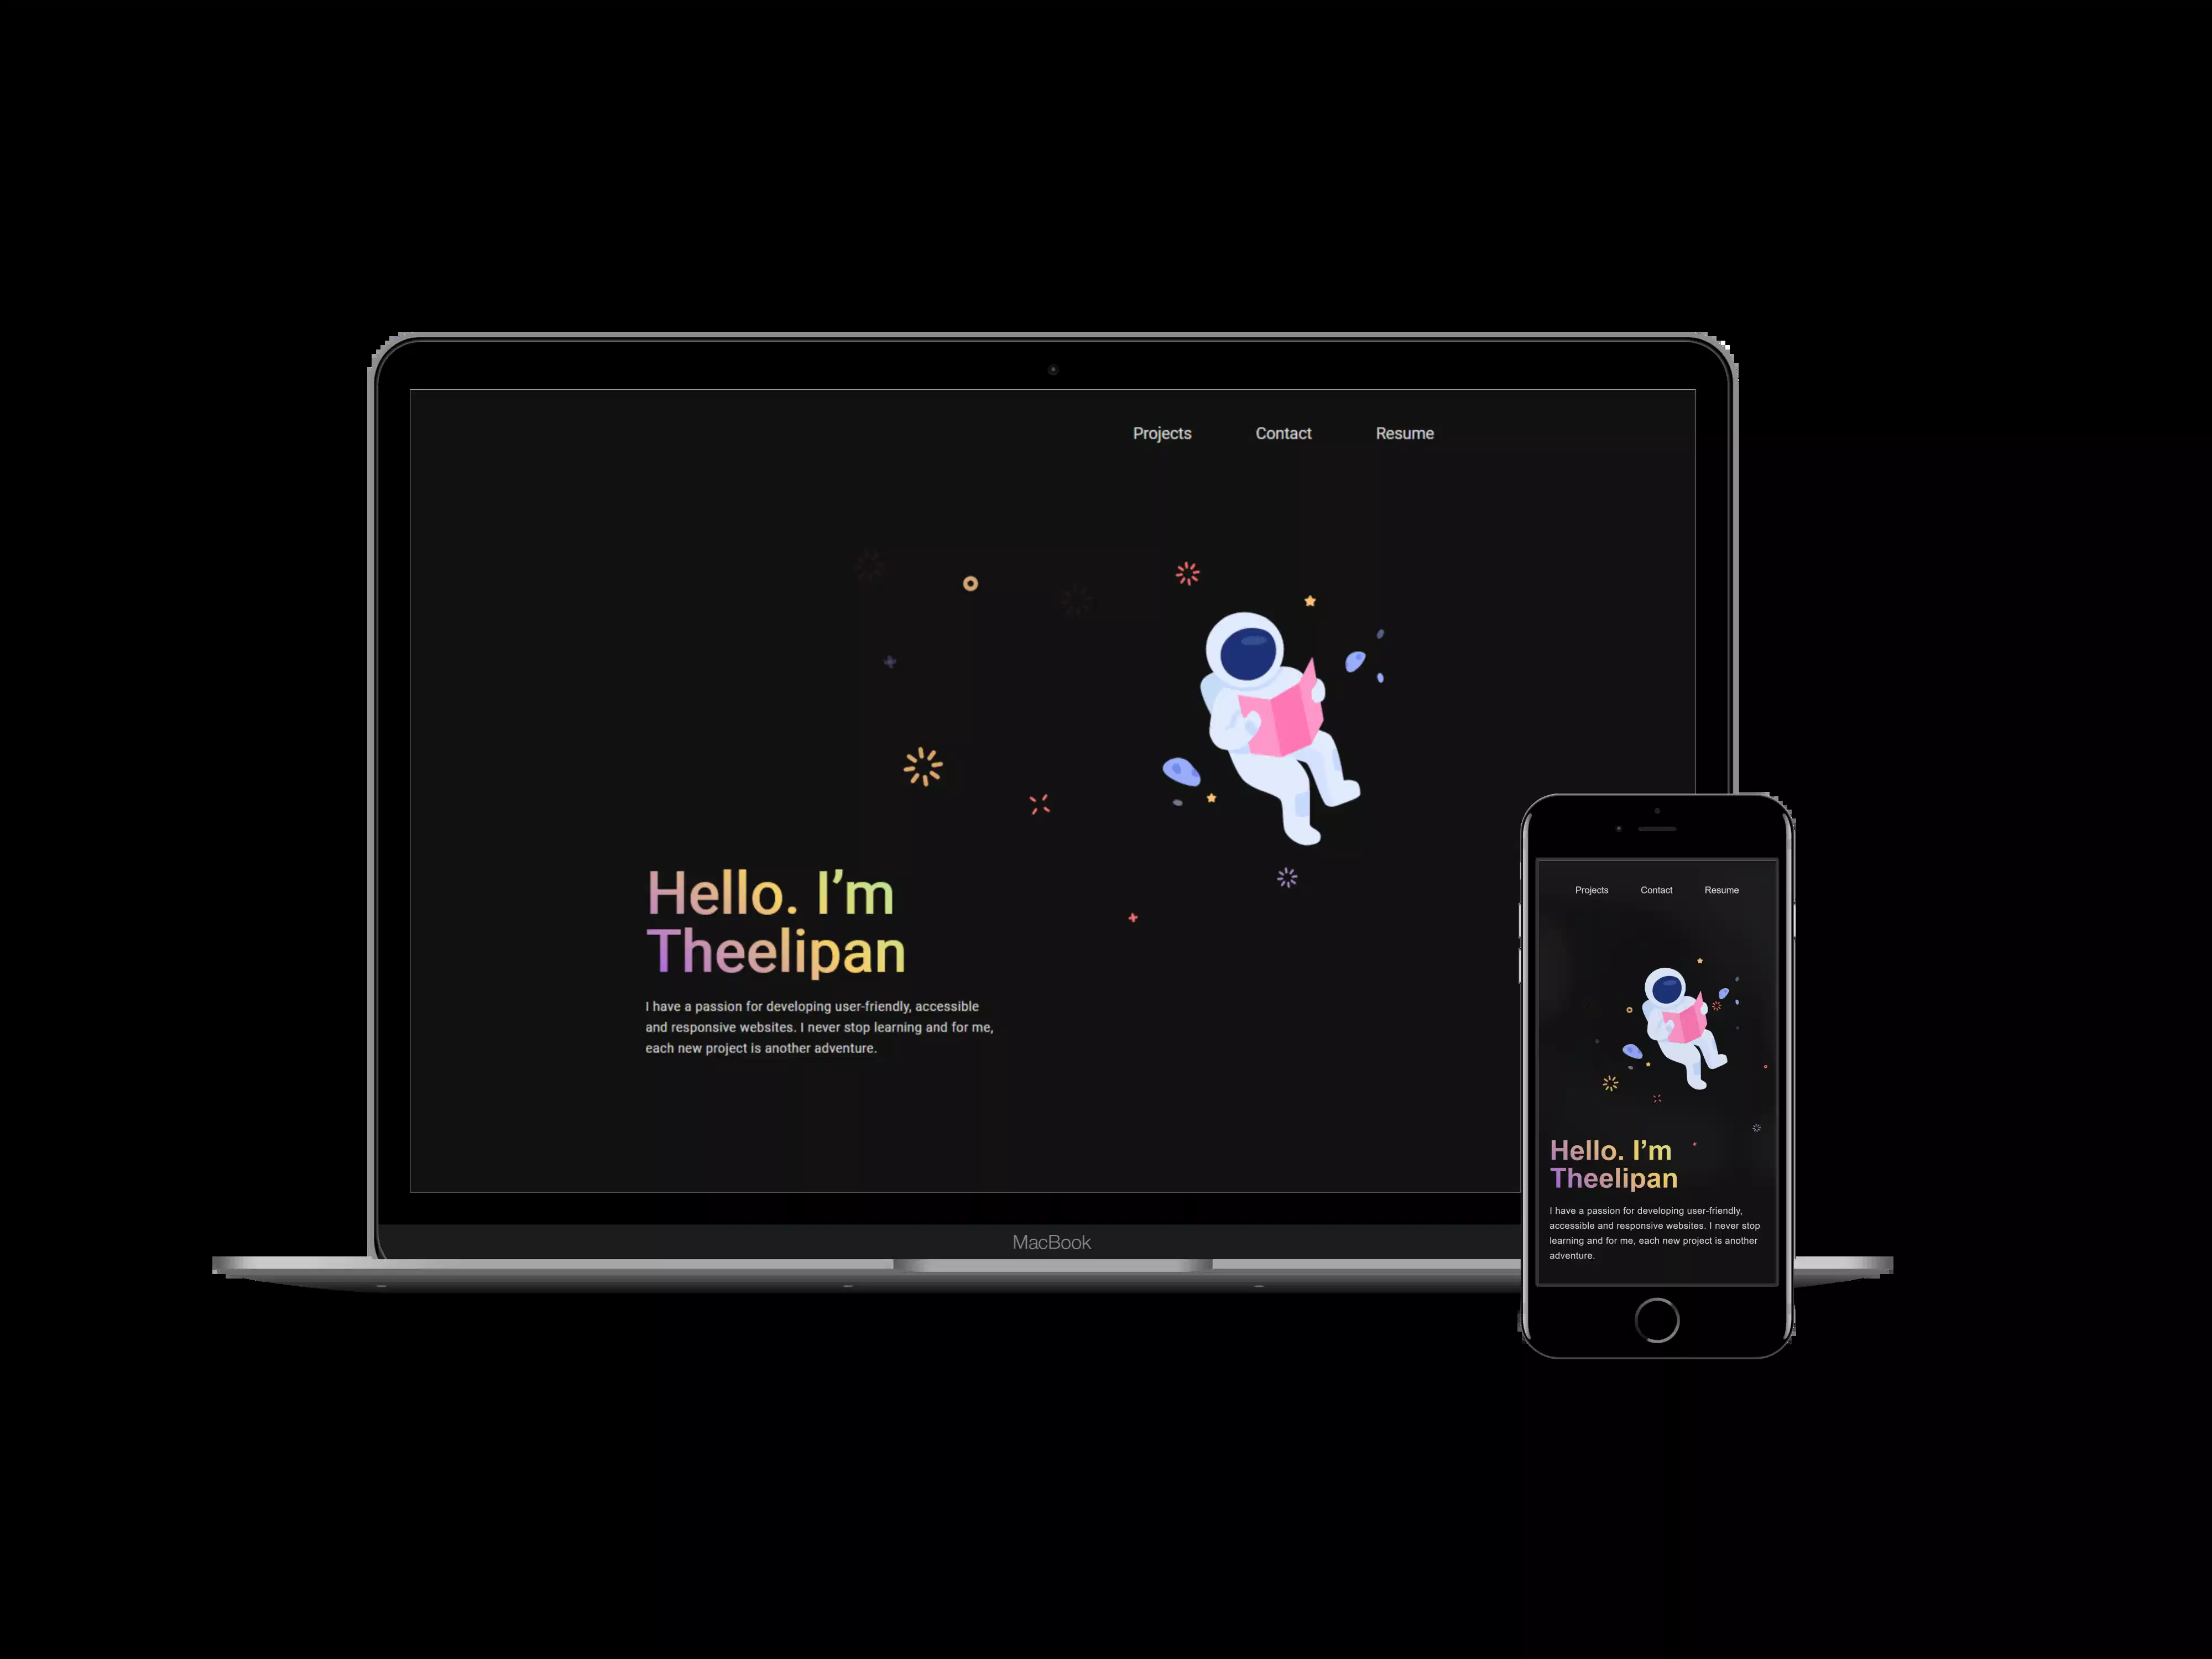 Projects Contact Resume
Hello. I’m
Theelipan
I have a passion for developing user-friendly, accessible
and responsive websites. I never stop learning and for me,
each new project is another adventure.
MacBook
Projects Contact Resume
Hello. I’m
Theelipan
I have a passion for developing user-friendly,
accessible and responsive websites. I never stop
learning and for me, each new project is another
adventure.